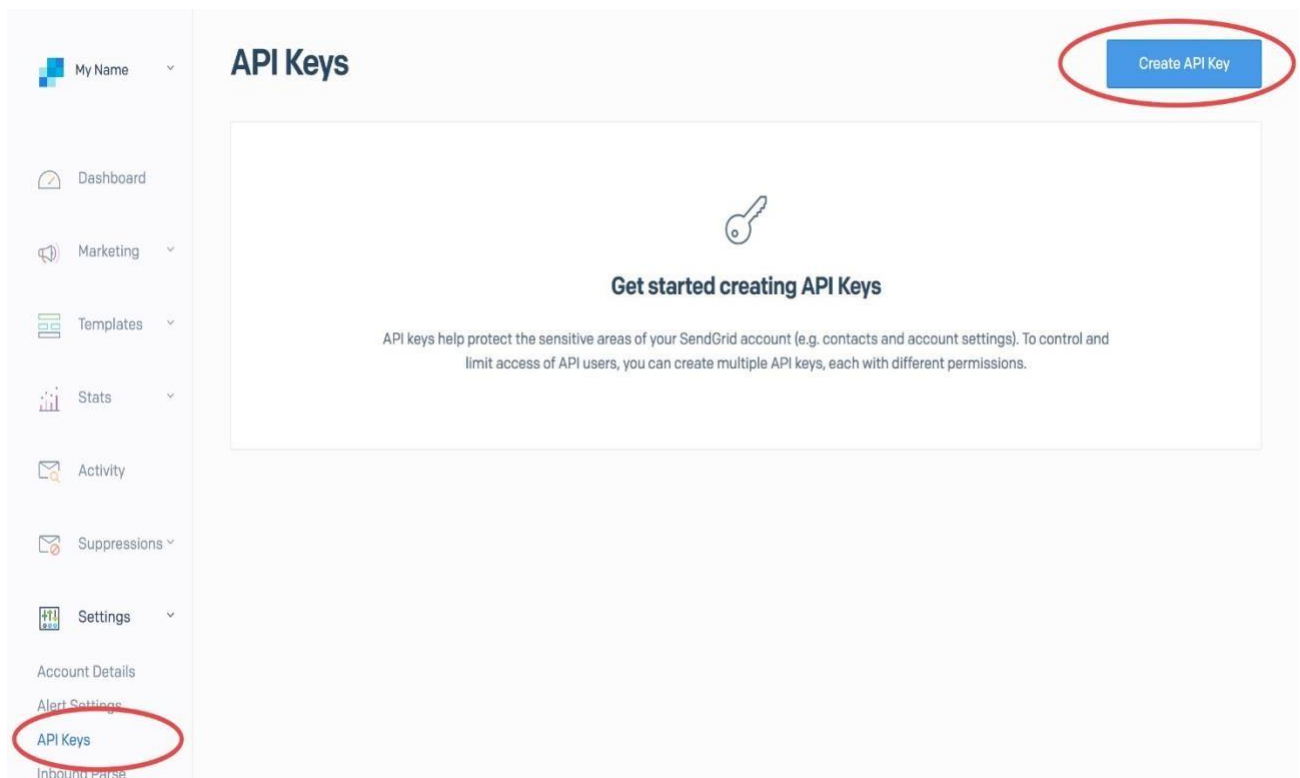 My Name
API Keys
Create API Key
Dashboard
Marketing
Templates
Stats
Activity
Suppressions
Settings
Account Details
Alert Settings
API Keys
Inbound Parse
Get started creating API Keys
API keys help protect the sensitive areas of your SendGrid account (e.g. contacts and account settings). To control and
limit access of API users, you can create multiple API keys, each with different permissions.